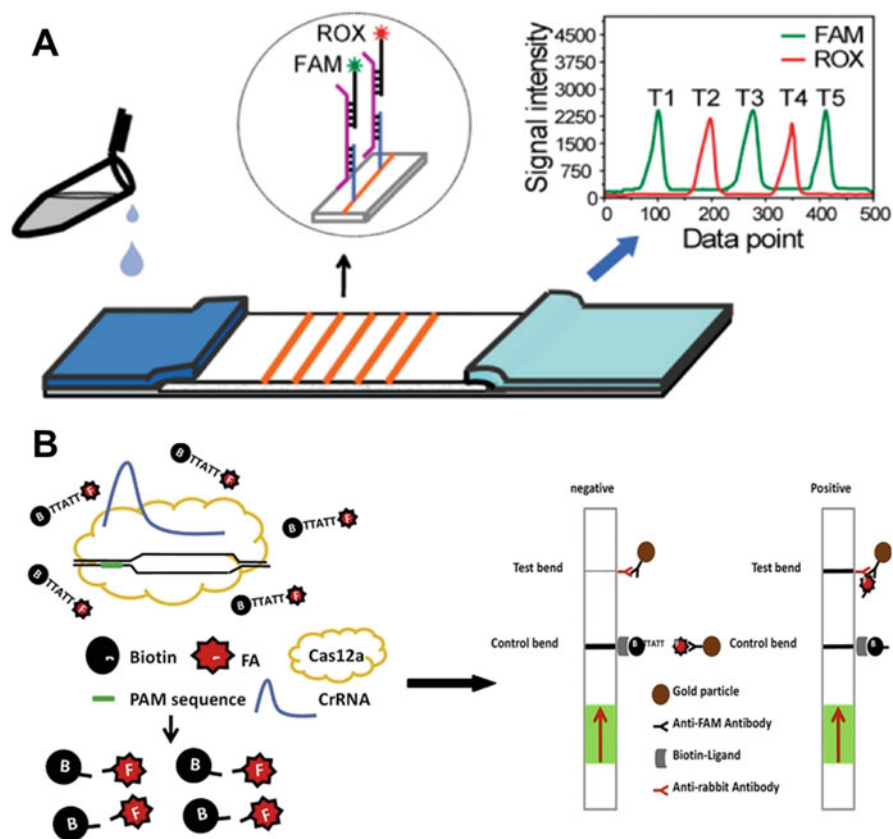 A
ROX
FAM
Signal intensity
4500
3750
3000
2250
1500
750
0
FAM
ROX
T1 T2 T3 T4 T5
0 100 200 300 400 500
Data point
B
B TTATT F
B TTATT F
B TTATT F
B TTATT F
B TTATT F
Biotin
FA
Cas12a
PAM sequence
CrRNA
B F B F
B F B F
negative
Positive
Test bend
Test bend
Control bend
B TTATT
Control bend
B
Gold particle
Anti-FAM Antibody
Biotin-Ligand
Anti-rabbit Antibody